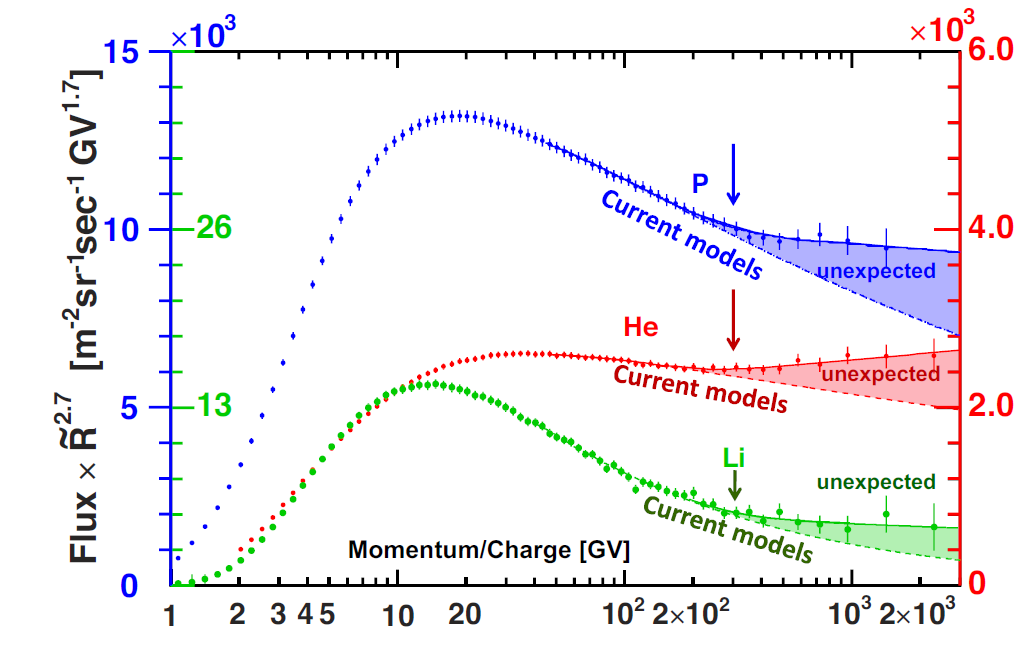 ×10³
×10³
15
6.0
Flux × R̃²·⁷ [m⁻²sr⁻¹sec⁻¹ GV¹·⁷]
P
10
26
4.0
Current models
unexpected
He
unexpected
Current models
5
13
2.0
Li
unexpected
Current models
Momentum/Charge [GV]
0
0
1 2 3 4 5 10 20 10² 2×10² 10³ 2×10³